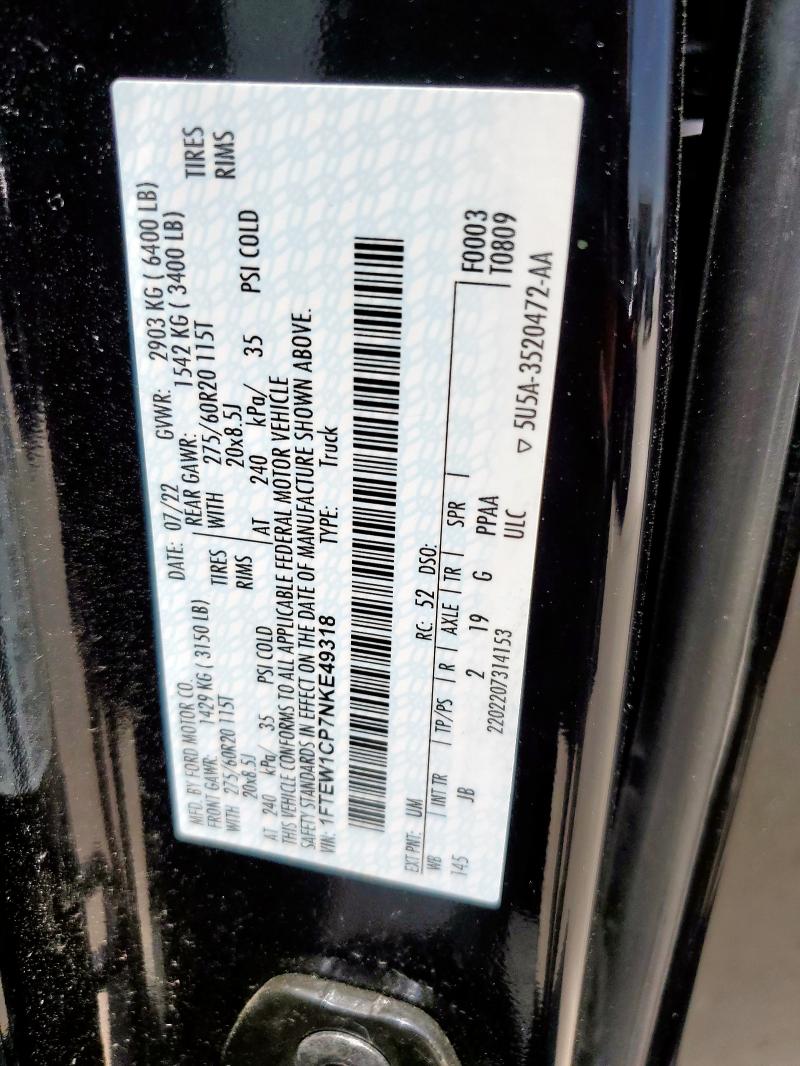 MFD. BY FORD MOTOR CO. DATE: 07/22 GVWR: 2903 KG ( 6400 LB)
FRONT GAWR: 1429 KG ( 3150 LB) REAR GAWR: 1542 KG ( 3400 LB)
WITH 275/60R20 115T TIRES WITH 275/60R20 115T TIRES
20x8.5J RIMS 20x8.5J RIMS
AT 240 kPa/ 35 PSI COLD AT 240 kPa/ 35 PSI COLD
THIS VEHICLE CONFORMS TO ALL APPLICABLE FEDERAL MOTOR VEHICLE
SAFETY STANDARDS IN EFFECT ON THE DATE OF MANUFACTURE SHOWN ABOVE.
VIN: 1FTEW1CP7NKE49318 TYPE: Truck
EXT PNT: UM RC: 52 DSO:
WB INT TR TP/PS R AXLE TR SPR F0003
145 JB 2 19 G PPAA T0809
2202207314153 ULC ▽ 5U5A-3520472-AA